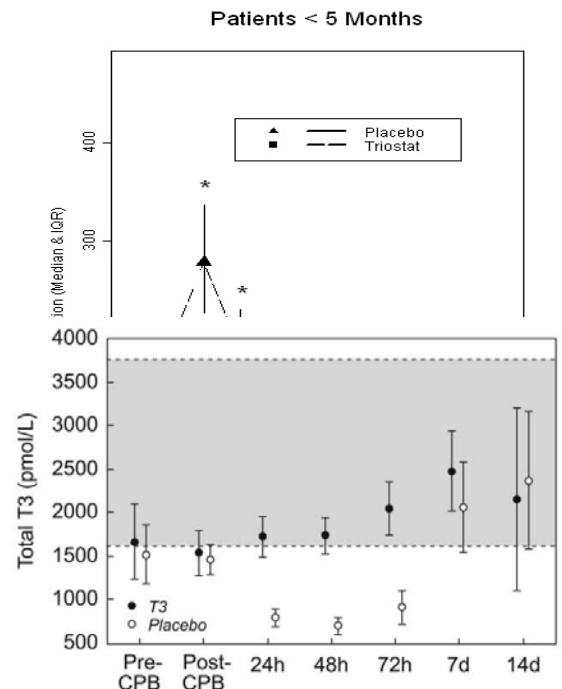 Patients < 5 Months
Placebo
Triostat
400
*
300
*
ion (Median & IQR)
4000
3500
3000
2500
2000
1500
1000
500
Total T3 (pmol/L)
T3
Placebo
Pre-CPB
Post-CPB
24h
48h
72h
7d
14d